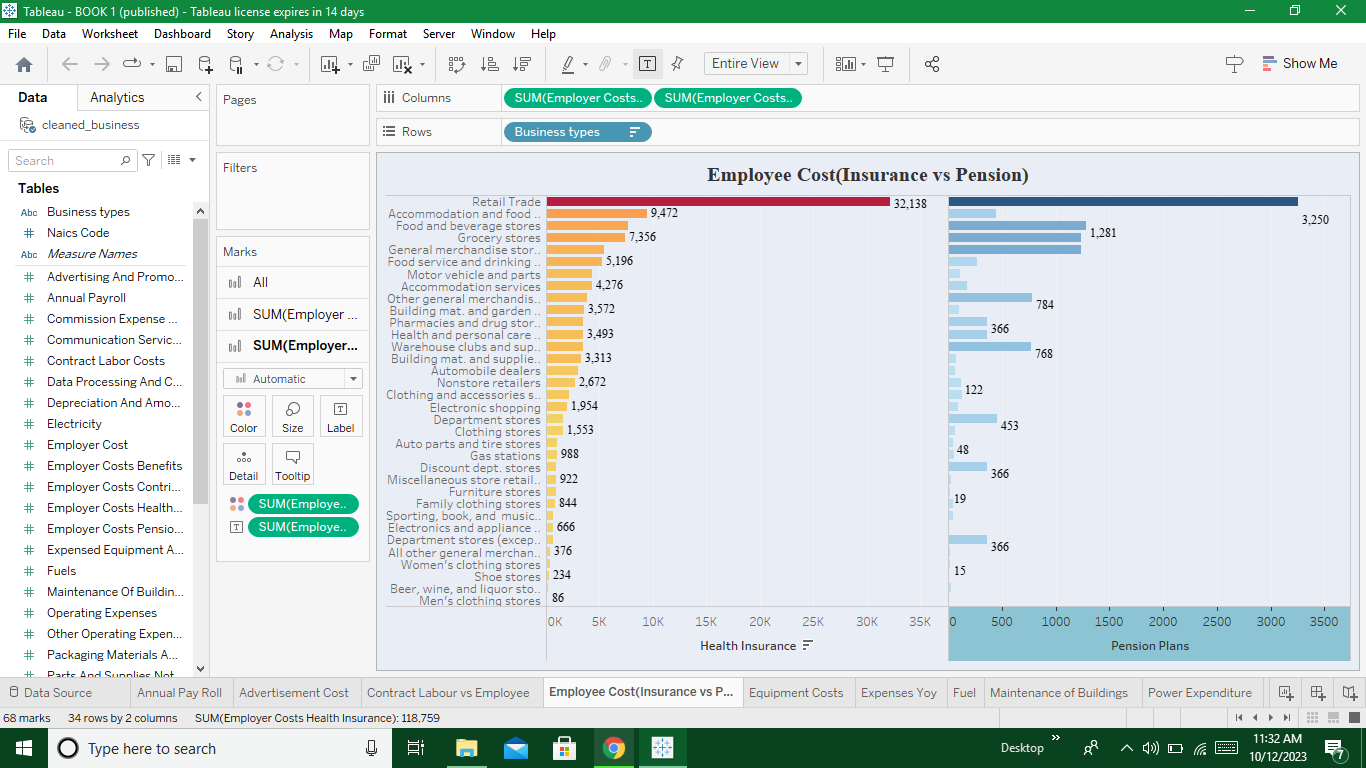 Tableau - BOOK 1 (published) - Tableau license expires in 14 days
File Data Worksheet Dashboard Story Analysis Map Format Server Window Help
Entire View
Show Me
Data Analytics
cleaned_business
Search
Tables
Abc Business types
# Naics Code
Abc Measure Names
# Advertising And Promo...
# Annual Payroll
# Commission Expense ...
# Communication Servic...
# Contract Labor Costs
# Data Processing And C...
# Depreciation And Amo...
# Electricity
# Employer Cost
# Employer Costs Benefits
# Employer Costs Contri...
# Employer Costs Health...
# Employer Costs Pensio...
# Expensed Equipment A...
# Fuels
# Maintenance Of Buildin...
# Operating Expenses
# Other Operating Expen...
# Packaging Materials A...
# Parts And Supplies Not
Pages
Filters
Marks
All
SUM(Employer ...
SUM(Employer...
Automatic
Color Size Label
Detail Tooltip
SUM(Employe..
SUM(Employe..
Columns SUM(Employer Costs.. SUM(Employer Costs..
Rows Business types
Employee Cost(Insurance vs Pension)
Retail Trade 32,138 3,250
Accommodation and food .. 9,472
Food and beverage stores 1,281
Grocery stores 7,356
General merchandise stor..
Food service and drinking .. 5,196
Motor vehicle and parts
Accommodation services 4,276
Other general merchandis.. 784
Building mat. and garden .. 3,572
Pharmacies and drug stor.. 366
Health and personal care .. 3,493
Warehouse clubs and sup.. 768
Building mat. and supplie.. 3,313
Automobile dealers
Nonstore retailers 2,672 122
Clothing and accessories s..
Electronic shopping 1,954
Department stores 453
Clothing stores 1,553
Auto parts and tire stores 48
Gas stations 988
Discount dept. stores 366
Miscellaneous store retail.. 922
Furniture stores 19
Family clothing stores 844
Sporting, book, and music..
Electronics and appliance .. 666
Department stores (excep.. 366
All other general merchan.. 376
Women's clothing stores 15
Shoe stores 234
Beer, wine, and liquor sto..
Men's clothing stores 86
0K 5K 10K 15K 20K 25K 30K 35K 0 500 1000 1500 2000 2500 3000 3500
Health Insurance Pension Plans
Data Source Annual Pay Roll Advertisement Cost Contract Labour vs Employee Employee Cost(Insurance vs P... Equipment Costs Expenses Yoy Fuel Maintenance of Buildings Power Expenditure
68 marks 34 rows by 2 columns SUM(Employer Costs Health Insurance): 118,759
Type here to search
Desktop
11:32 AM
10/12/2023
7